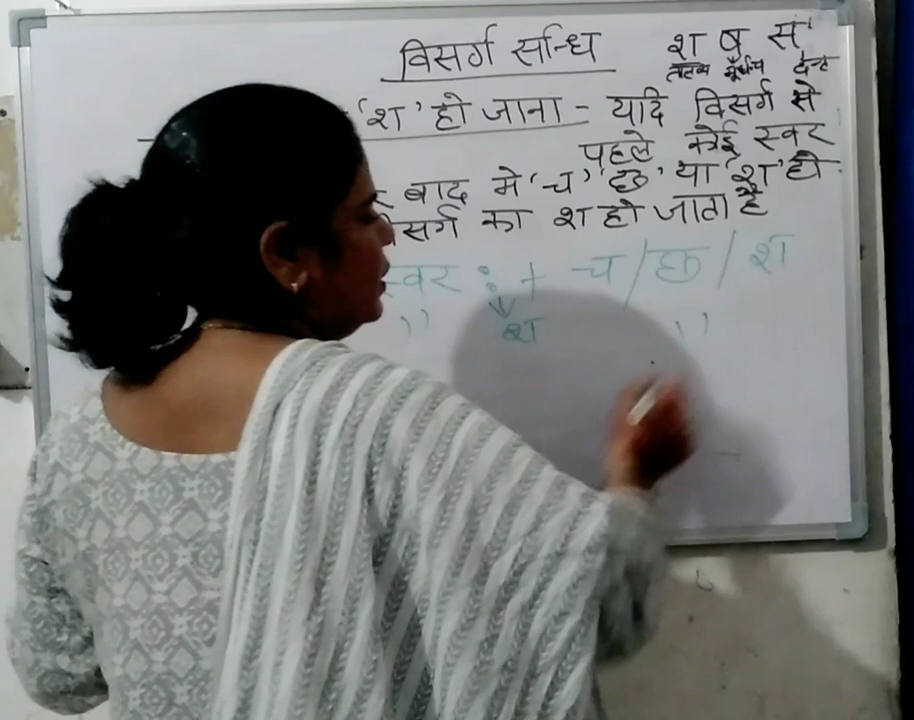 विसर्ग सन्धि
श ष स
तालव्य मूर्धन्य दन्त
'श' हो जाना - यदि विसर्ग से
पहले कोई स्वर
बाद में 'च' 'छ' या 'श' हो
विसर्ग का श हो जाता है
स्वर : + च / छ / श
" श "